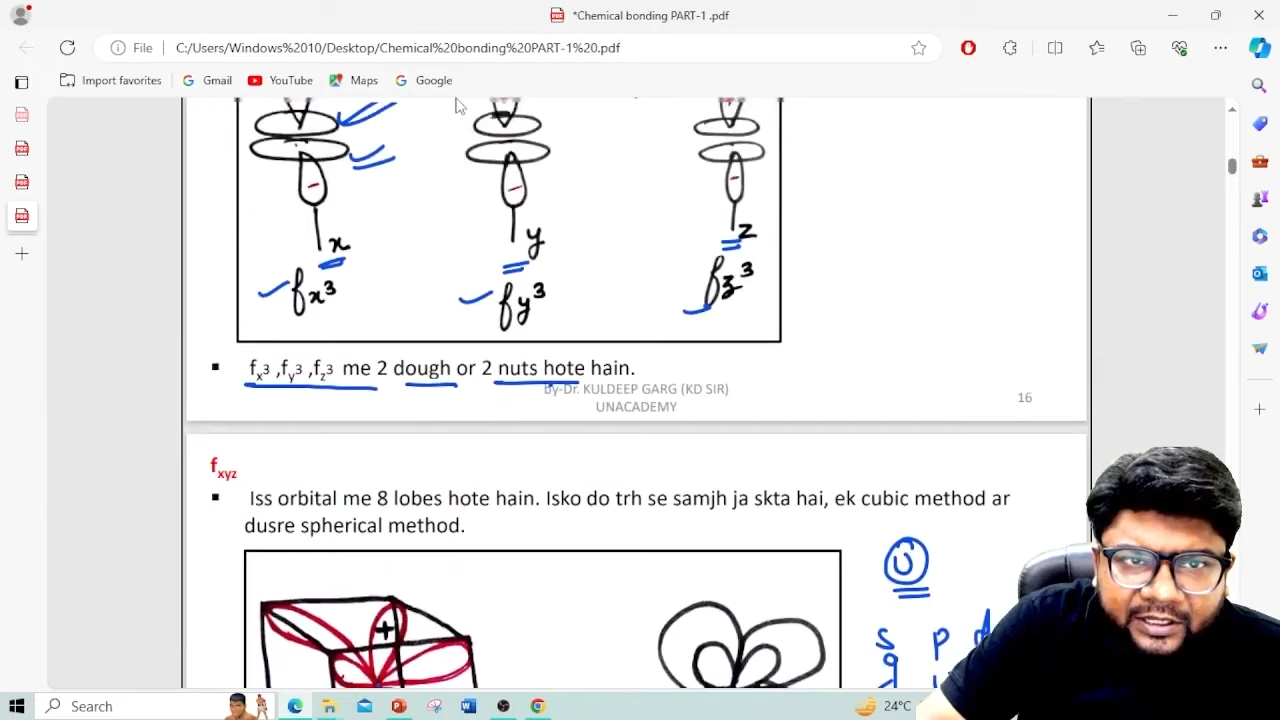 *Chemical bonding PART-1 .pdf
File
C:/Users/Windows%2010/Desktop/Chemical%20bonding%20PART-1%20.pdf
Import favorites
Gmail
YouTube
Maps
Google
+
x
y
z
fx³
fy³
fz³
fx³ ,fy³ ,fz³ me 2 dough or 2 nuts hote hain.
By-Dr. KULDEEP GARG (KD SIR)
UNACADEMY
16
fxyz
Iss orbital me 8 lobes hote hain. Isko do trh se samjh ja skta hai, ek cubic method ar
dusre spherical method.
+
s p d
Search
24°C